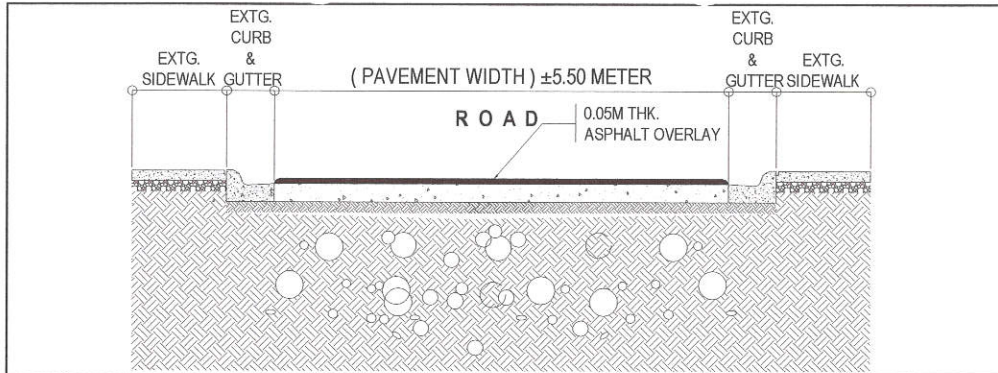 EXTG.
SIDEWALK
EXTG.
CURB
&
GUTTER
( PAVEMENT WIDTH ) ±5.50 METER
EXTG.
CURB
&
GUTTER
EXTG.
SIDEWALK
R O A D
0.05M THK.
ASPHALT OVERLAY